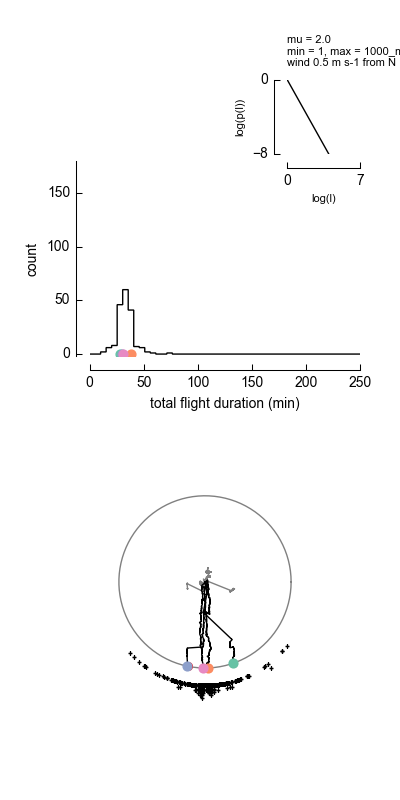 mu = 2.0
min = 1, max = 1000_m
wind 0.5 m s-1 from N
0
log(p(l))
−8
0
7
log(l)
150
100
50
0
count
0
50
100
150
200
250
total flight duration (min)